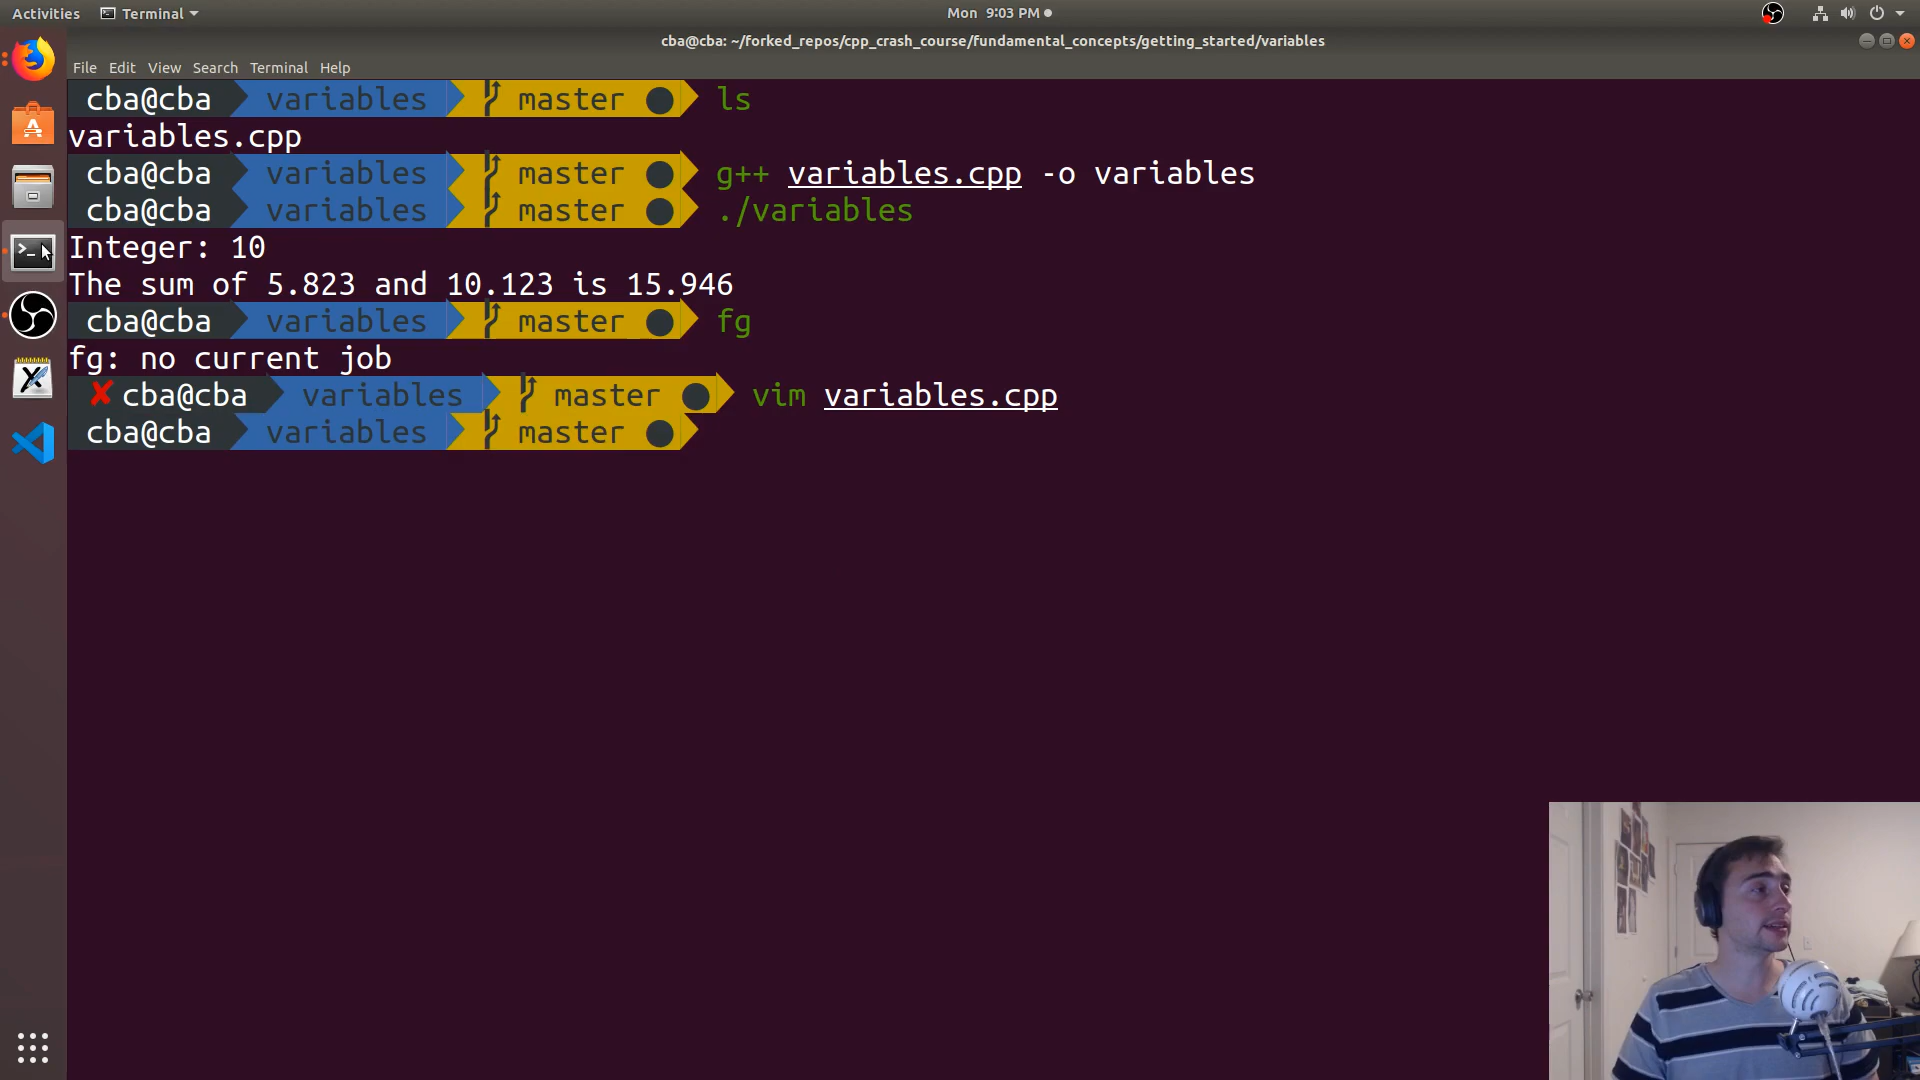 Activities Terminal Mon 9:03 PM
cba@cba: ~/forked_repos/cpp_crash_course/fundamental_concepts/getting_started/variables
File Edit View Search Terminal Help
cba@cba variables master ● ls
variables.cpp
cba@cba variables master ● g++ variables.cpp -o variables
cba@cba variables master ● ./variables
Integer: 10
The sum of 5.823 and 10.123 is 15.946
cba@cba variables master ● fg
fg: no current job
✘ cba@cba variables master ● vim variables.cpp
cba@cba variables master ●